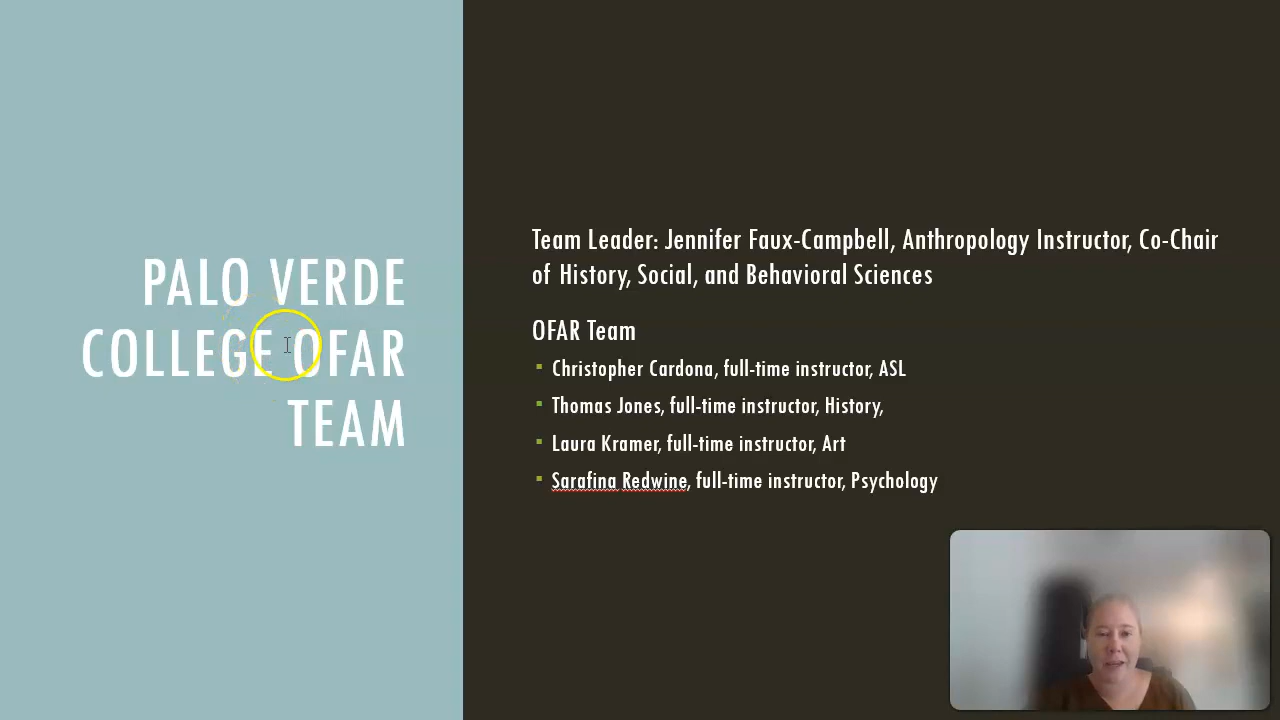 PALO VERDE
COLLEGE OFAR
TEAM
Team Leader: Jennifer Faux-Campbell, Anthropology Instructor, Co-Chair
of History, Social, and Behavioral Sciences
OFAR Team
Christopher Cardona, full-time instructor, ASL
Thomas Jones, full-time instructor, History,
Laura Kramer, full-time instructor, Art
Sarafina Redwine, full-time instructor, Psychology